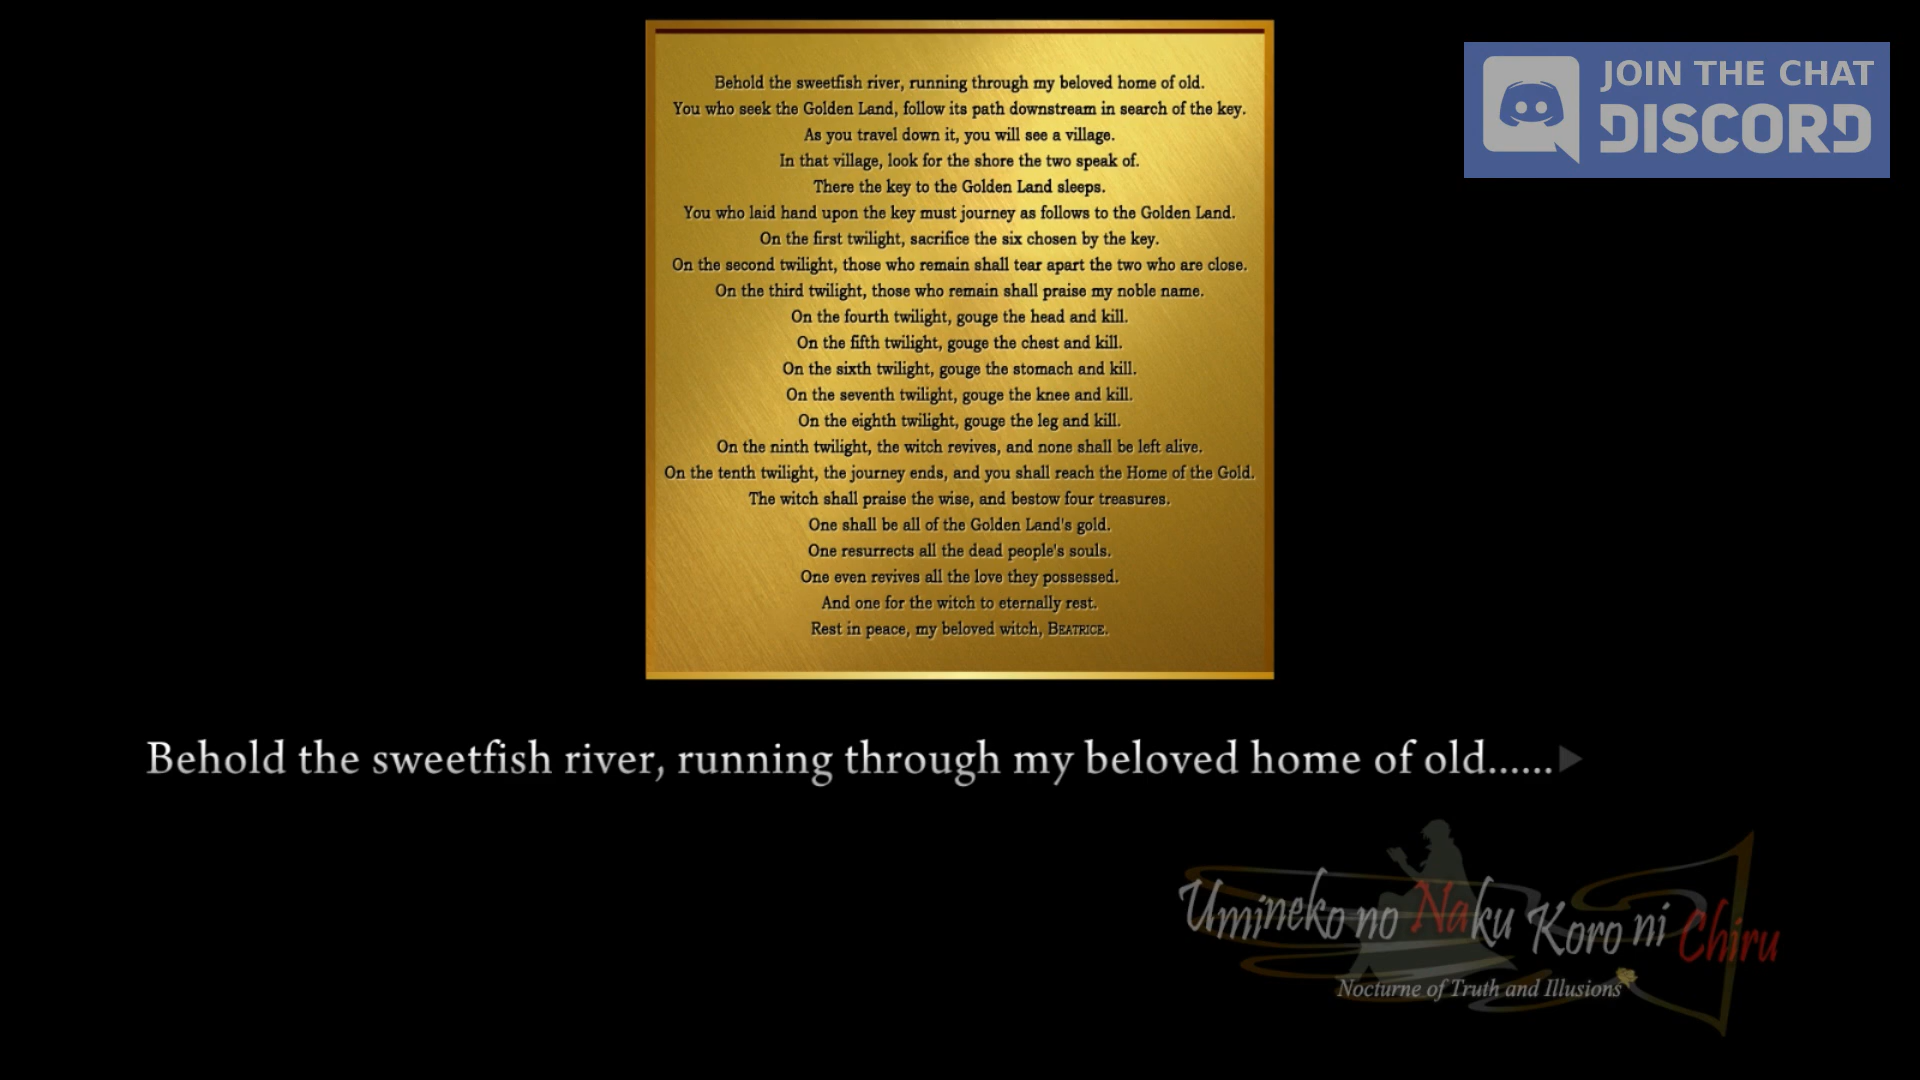 Behold the sweetfish river, running through my beloved home of old.
You who seek the Golden Land, follow its path downstream in search of the key.
As you travel down it, you will see a village.
In that village, look for the shore the two speak of.
There the key to the Golden Land sleeps.
You who laid hand upon the key must journey as follows to the Golden Land.
On the first twilight, sacrifice the six chosen by the key.
On the second twilight, those who remain shall tear apart the two who are close.
On the third twilight, those who remain shall praise my noble name.
On the fourth twilight, gouge the head and kill.
On the fifth twilight, gouge the chest and kill.
On the sixth twilight, gouge the stomach and kill.
On the seventh twilight, gouge the knee and kill.
On the eighth twilight, gouge the leg and kill.
On the ninth twilight, the witch revives, and none shall be left alive.
On the tenth twilight, the journey ends, and you shall reach the Home of the Gold.
The witch shall praise the wise, and bestow four treasures.
One shall be all of the Golden Land's gold.
One resurrects all the dead people's souls.
One even revives all the love they possessed.
And one for the witch to eternally rest.
Rest in peace, my beloved witch, BEATRICE.
JOIN THE CHAT
DISCORD
Behold the sweetfish river, running through my beloved home of old......
Umineko no Naku Koro ni Chiru
Nocturne of Truth and Illusions